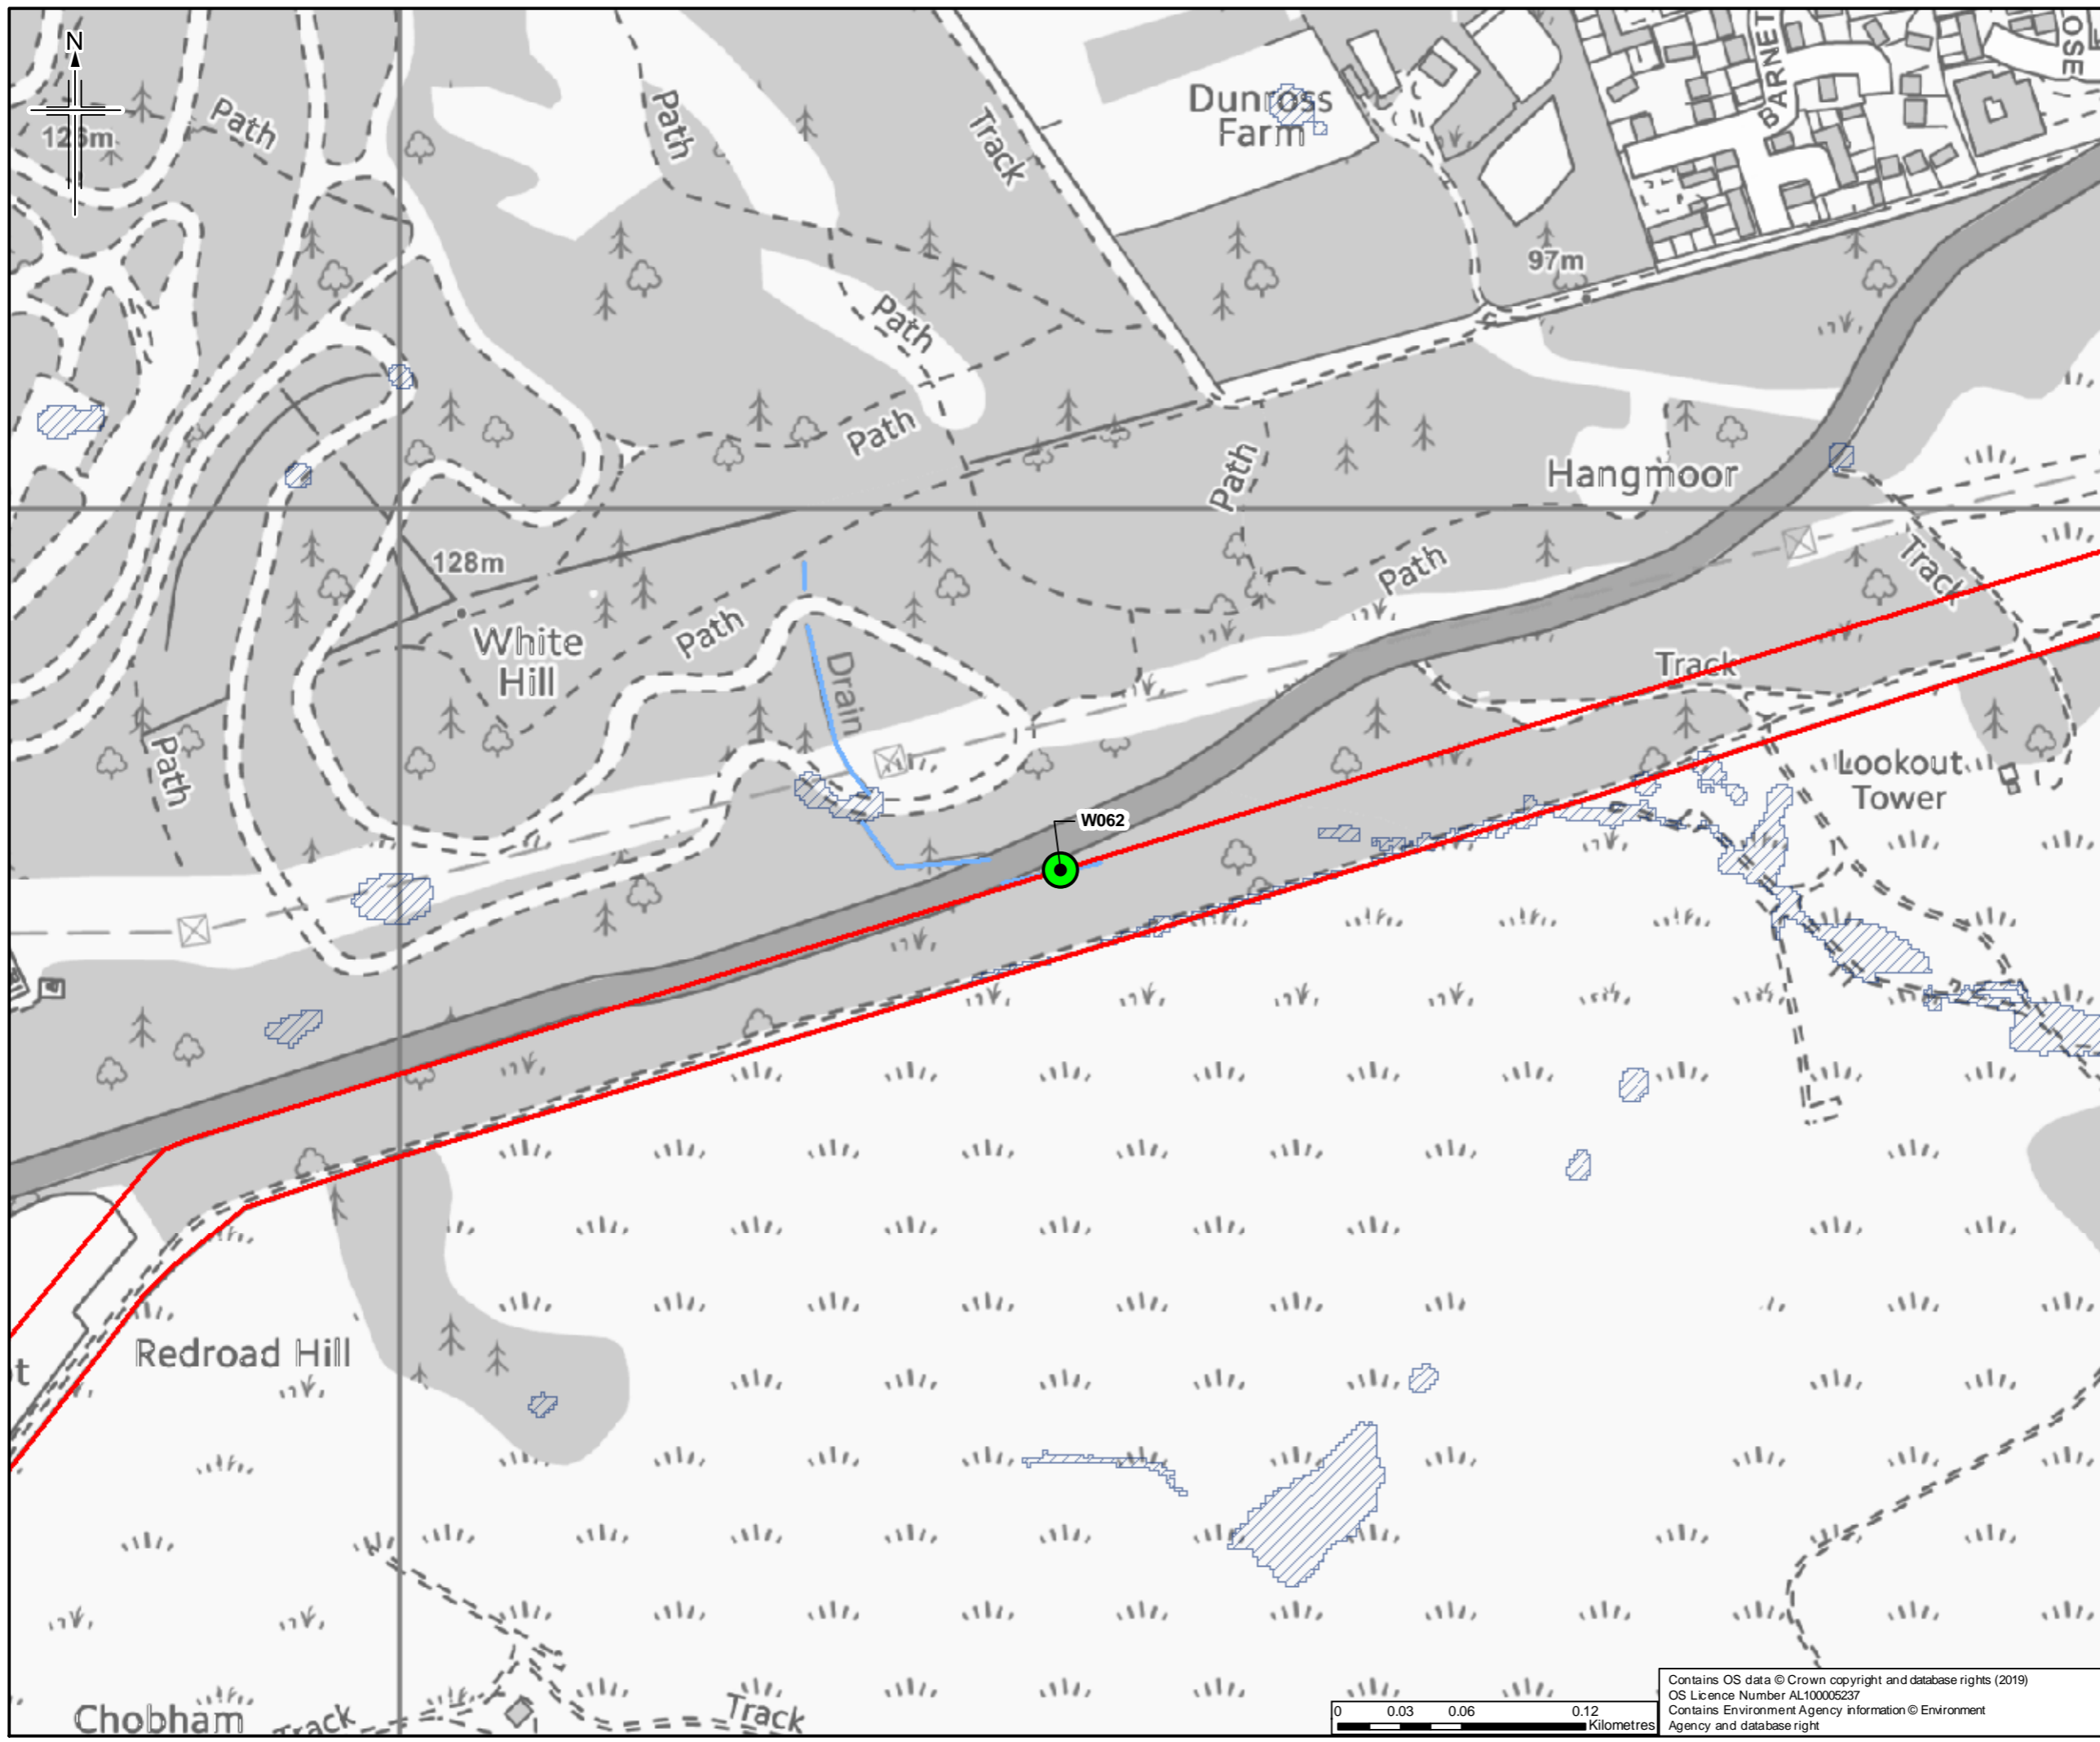 N
126m
Path
Path
Track
Dunross
Farm
BARNET
OSE
97m
Path
Path
Path
Hangmoor
128m
White
Hill
Path
Drain
Path
Track
Track
Path
Lookout
Tower
W062
Redroad Hill
t
Chobham
Track
Track
0 0.03 0.06 0.12
Kilometres
Contains OS data © Crown copyright and database rights (2019)
OS Licence Number AL100005237
Contains Environment Agency information © Environment
Agency and database right